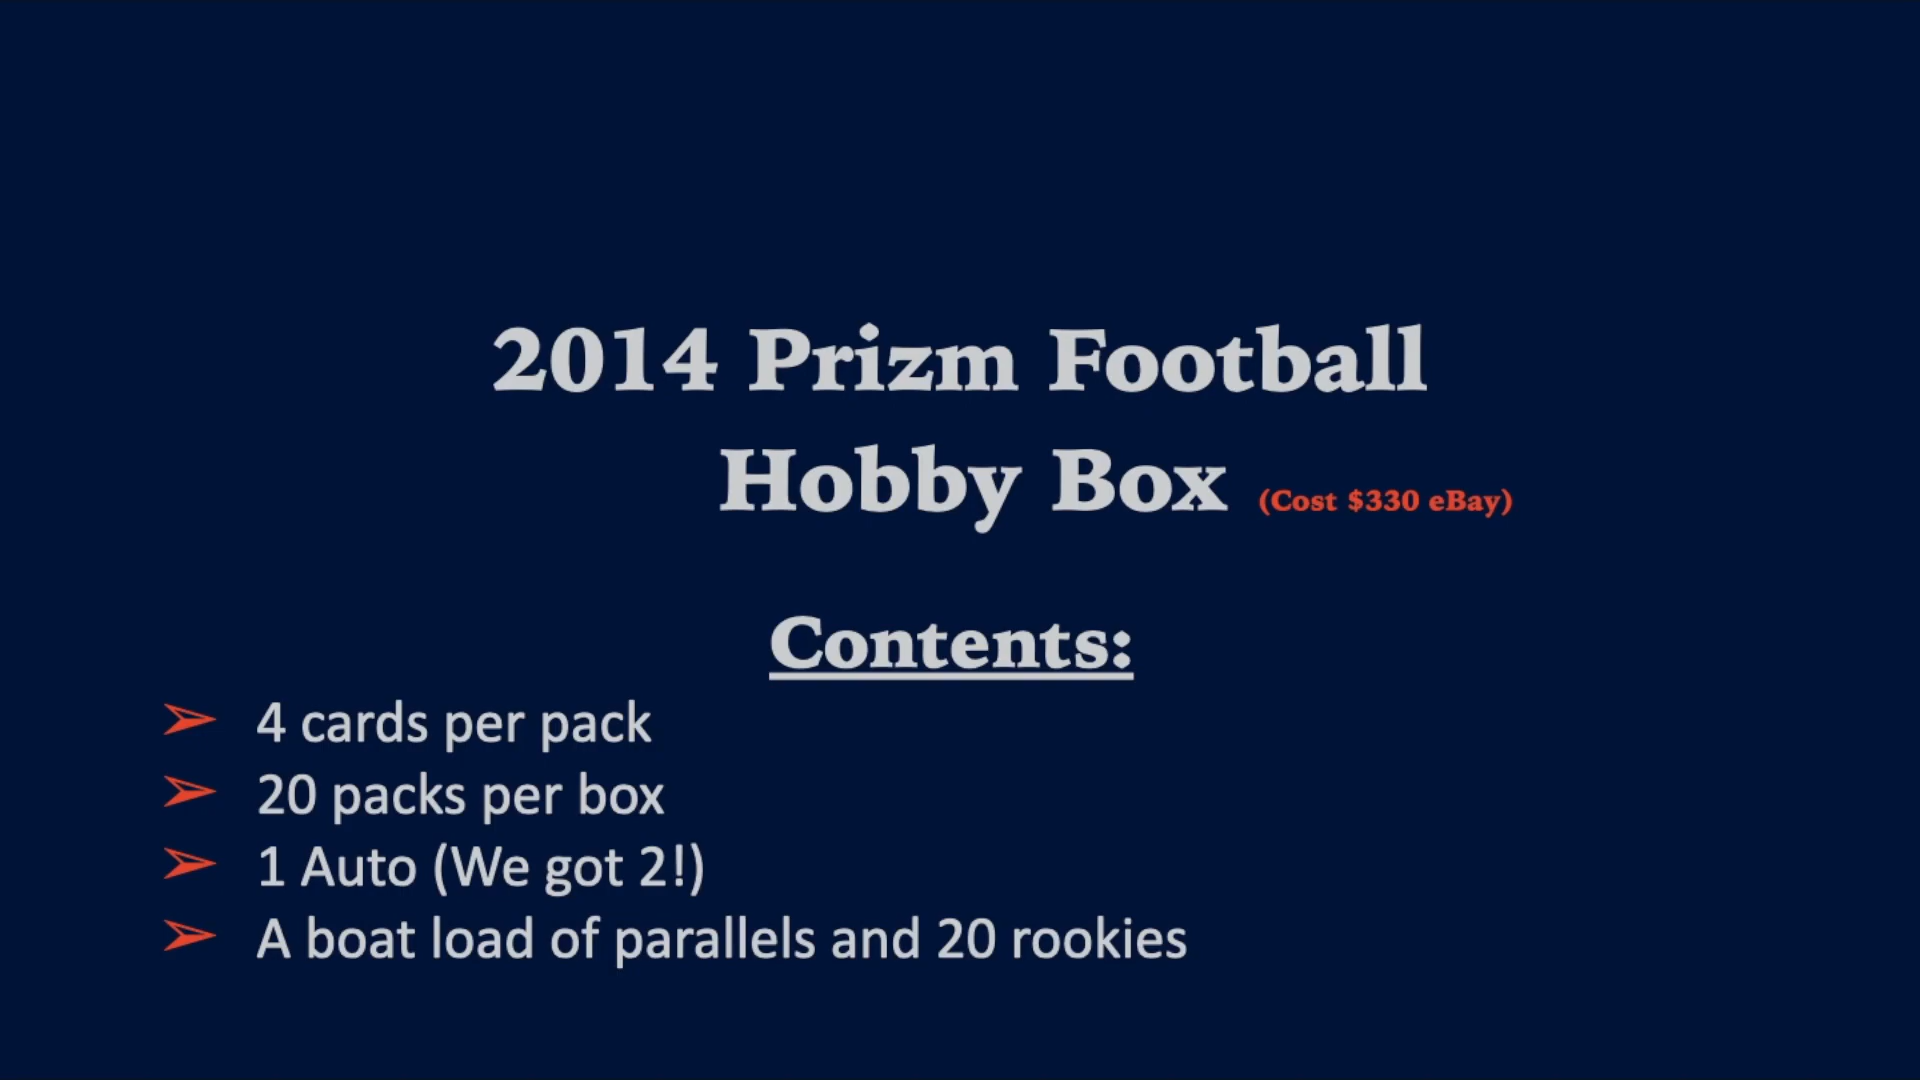 2014 Prizm Football
Hobby Box (Cost $330 eBay)
Contents:
➢ 4 cards per pack
➢ 20 packs per box
➢ 1 Auto (We got 2!)
➢ A boat load of parallels and 20 rookies